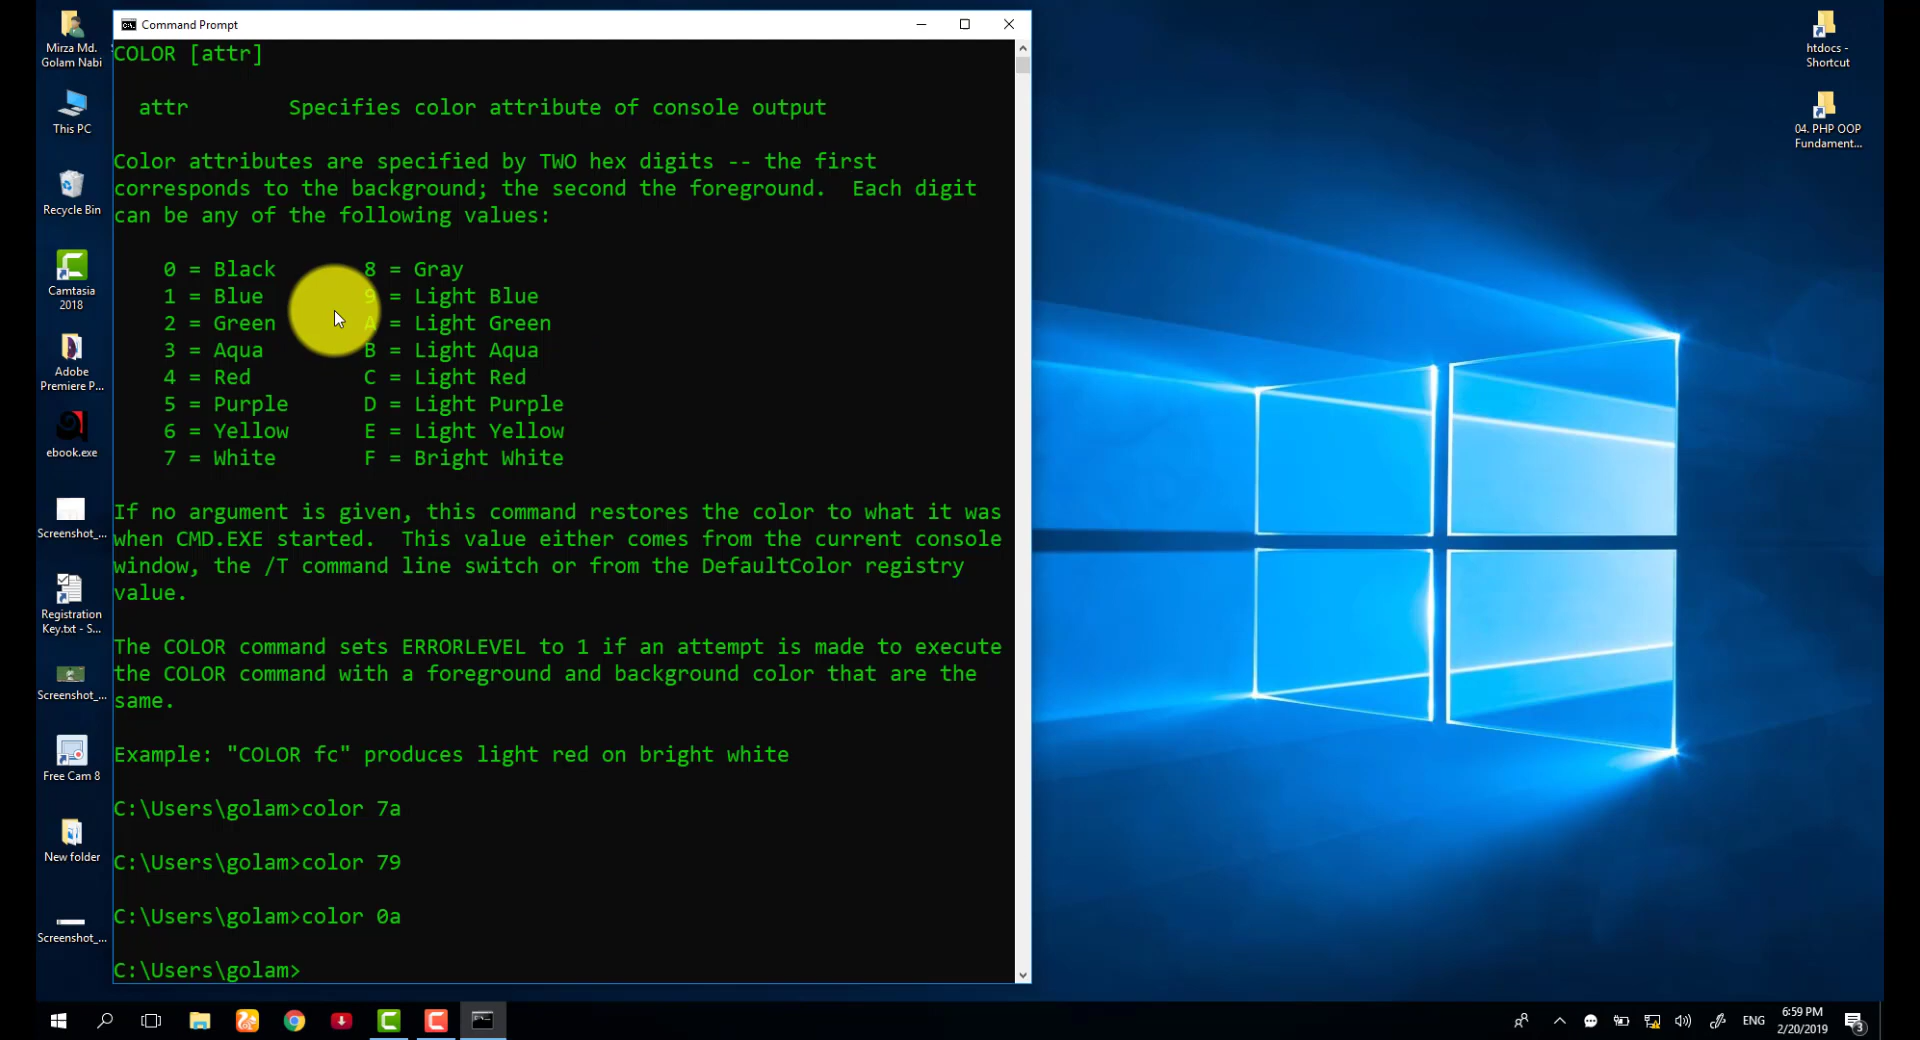 Command Prompt
COLOR [attr]
attr Specifies color attribute of console output
Color attributes are specified by TWO hex digits -- the first
corresponds to the background; the second the foreground. Each digit
can be any of the following values:
0 = Black 8 = Gray
1 = Blue 9 = Light Blue
2 = Green A = Light Green
3 = Aqua B = Light Aqua
4 = Red C = Light Red
5 = Purple D = Light Purple
6 = Yellow E = Light Yellow
7 = White F = Bright White
If no argument is given, this command restores the color to what it was
when CMD.EXE started. This value either comes from the current console
window, the /T command line switch or from the DefaultColor registry
value.
The COLOR command sets ERRORLEVEL to 1 if an attempt is made to execute
the COLOR command with a foreground and background color that are the
same.
Example: "COLOR fc" produces light red on bright white
C:\Users\golam>color 7a
C:\Users\golam>color 79
C:\Users\golam>color 0a
C:\Users\golam>
Mirza Md.
Golam Nabi
This PC
Recycle Bin
Camtasia
2018
Adobe
Premiere P...
ebook.exe
Screenshot_...
Registration
Key.txt - S...
Screenshot_...
Free Cam 8
New folder
Screenshot_...
htdocs -
Shortcut
04. PHP OOP
Fundament...
ENG
6:59 PM
2/20/2019
3